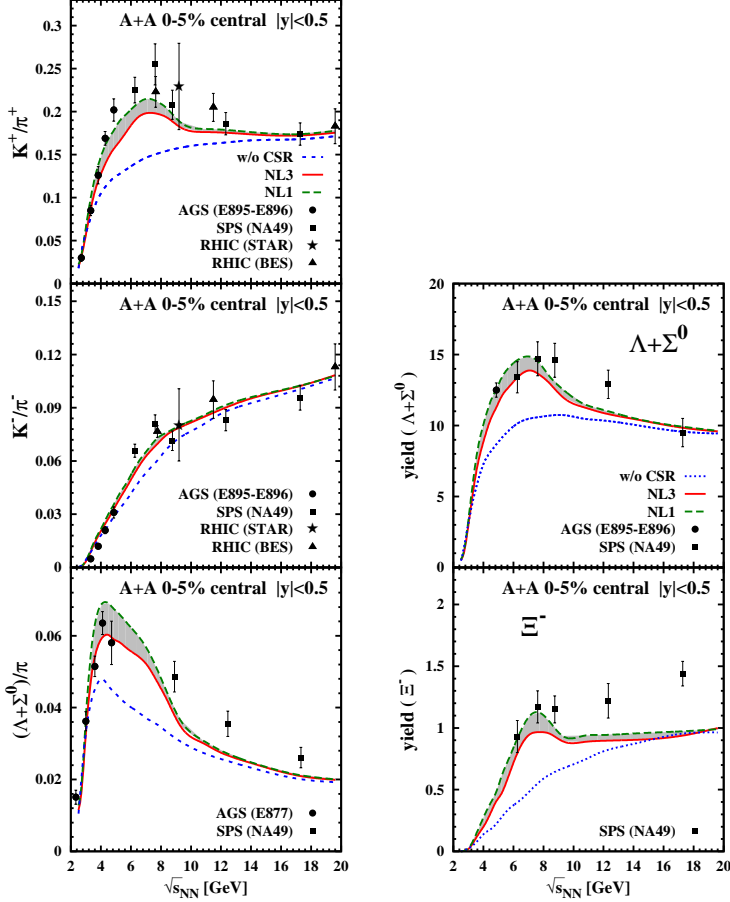 A+A 0-5% central |y|<0.5
K⁺/π⁺
0.3
0.25
0.2
0.15
0.1
0.05
0
w/o CSR
NL3
NL1
AGS (E895-E896)
SPS (NA49)
RHIC (STAR)
RHIC (BES)
A+A 0-5% central |y|<0.5
K⁻/π⁻
0.15
0.12
0.09
0.06
0.03
0
AGS (E895-E896)
SPS (NA49)
RHIC (STAR)
RHIC (BES)
A+A 0-5% central |y|<0.5
(Λ+Σ⁰)/π
0.06
0.04
0.02
0
AGS (E877)
SPS (NA49)
2 4 6 8 10 12 14 16 18 20
√sNN [GeV]
A+A 0-5% central |y|<0.5
Λ+Σ⁰
yield (Λ+Σ⁰)
20
15
10
5
0
w/o CSR
NL3
NL1
AGS (E895-E896)
SPS (NA49)
A+A 0-5% central |y|<0.5
Ξ⁻
yield (Ξ⁻)
2
1.5
1
0.5
0
SPS (NA49)
2 4 6 8 10 12 14 16 18 20
√sNN [GeV]